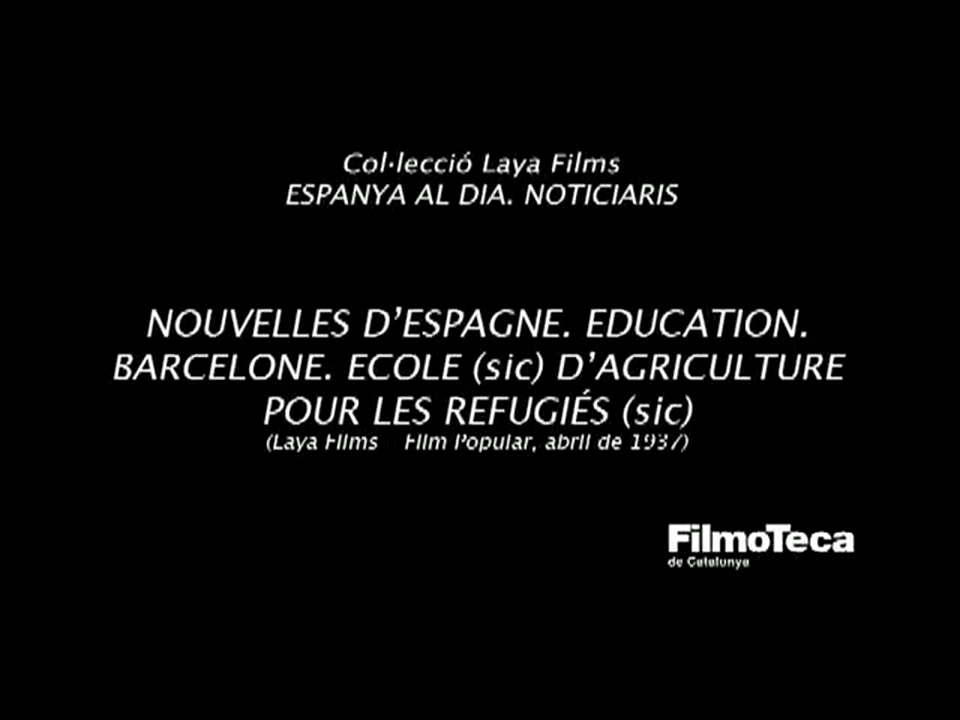 Col·lecció Laya Films
ESPANYA AL DIA. NOTICIARIS
NOUVELLES D'ESPAGNE. EDUCATION.
BARCELONE. ECOLE (sic) D'AGRICULTURE
POUR LES REFUGIÉS (sic)
(Laya Films Film Popular, abril de 1937)
FilmoTeca
de Catalunya